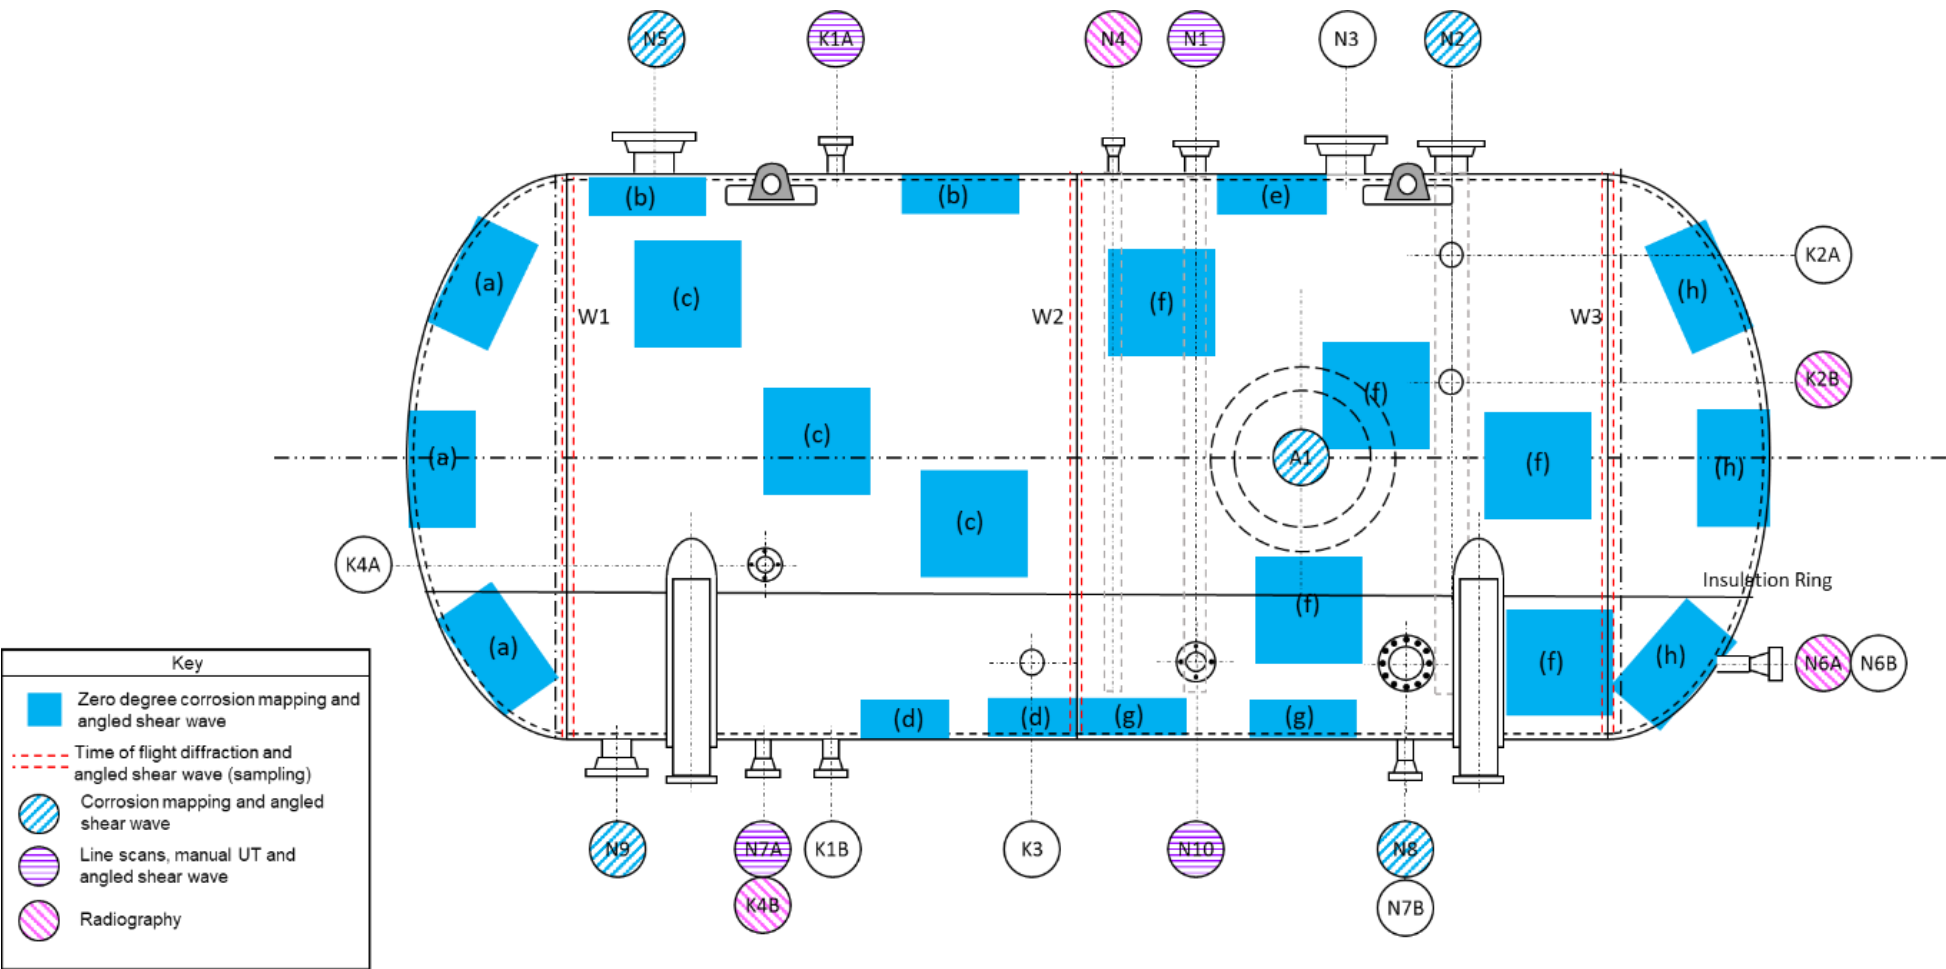 N5
K1A
N4
N1
N3
N2
(b)
(b)
(e)
K2A
(a)
(c)
(f)
(h)
W1
W2
W3
K2B
(f)
(c)
(a)
A1
(f)
(h)
(c)
K4A
Insulation Ring
(f)
(a)
(f)
(h)
N6A
N6B
(d)
(d)
(g)
(g)
N9
N7A
K1B
K3
N10
N8
K4B
N7B
Key
Zero degree corrosion mapping and
angled shear wave
Time of flight diffraction and
angled shear wave (sampling)
Corrosion mapping and angled
shear wave
Line scans, manual UT and
angled shear wave
Radiography